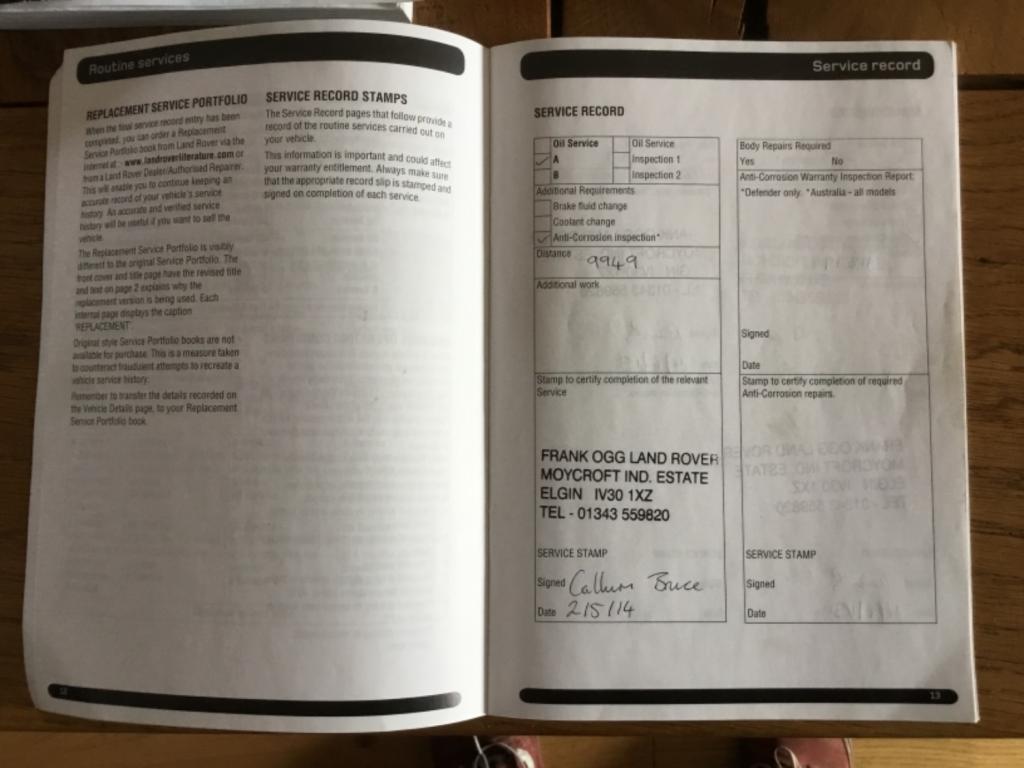 Routine services
REPLACEMENT SERVICE PORTFOLIO
When the final service record entry has been
completed, you can order a Replacement
Service Portfolio book from Land Rover via the
Internet at - www.landroverliterature.com or
from a Land Rover Dealer/Authorised Repairer.
This will enable you to continue keeping an
accurate record of your vehicle's service
history. An accurate and verified service
history will be useful if you want to sell the
vehicle.
The Replacement Service Portfolio is visibly
different to the original Service Portfolio. The
front cover and title page have the revised title
and text on page 2 explains why the
replacement version is being used. Each
internal page displays the caption
'REPLACEMENT'.
Original style Service Portfolio books are not
available for purchase. This is a measure taken
to counteract fraudulent attempts to recreate a
vehicle service history.
Remember to transfer the details recorded on
the Vehicle Details page, to your Replacement
Service Portfolio book.
SERVICE RECORD STAMPS
The Service Record pages that follow provide a
record of the routine services carried out on
your vehicle.
This information is important and could affect
your warranty entitlement. Always make sure
that the appropriate record slip is stamped and
signed on completion of each service.
12
Service record
SERVICE RECORD
Oil Service Oil Service
A Inspection 1
B Inspection 2
Additional Requirements
Brake fluid change
Coolant change
Anti-Corrosion inspection*
Distance 9949
Additional work
Stamp to certify completion of the relevant
Service
FRANK OGG LAND ROVER
MOYCROFT IND. ESTATE
ELGIN IV30 1XZ
TEL - 01343 559820
SERVICE STAMP
Signed Callum Bruce
Date 2/5/14
Body Repairs Required
Yes No
Anti-Corrosion Warranty Inspection Report:
*Defender only. *Australia - all models
Signed
Date
Stamp to certify completion of required
Anti-Corrosion repairs.
SERVICE STAMP
Signed
Date
13